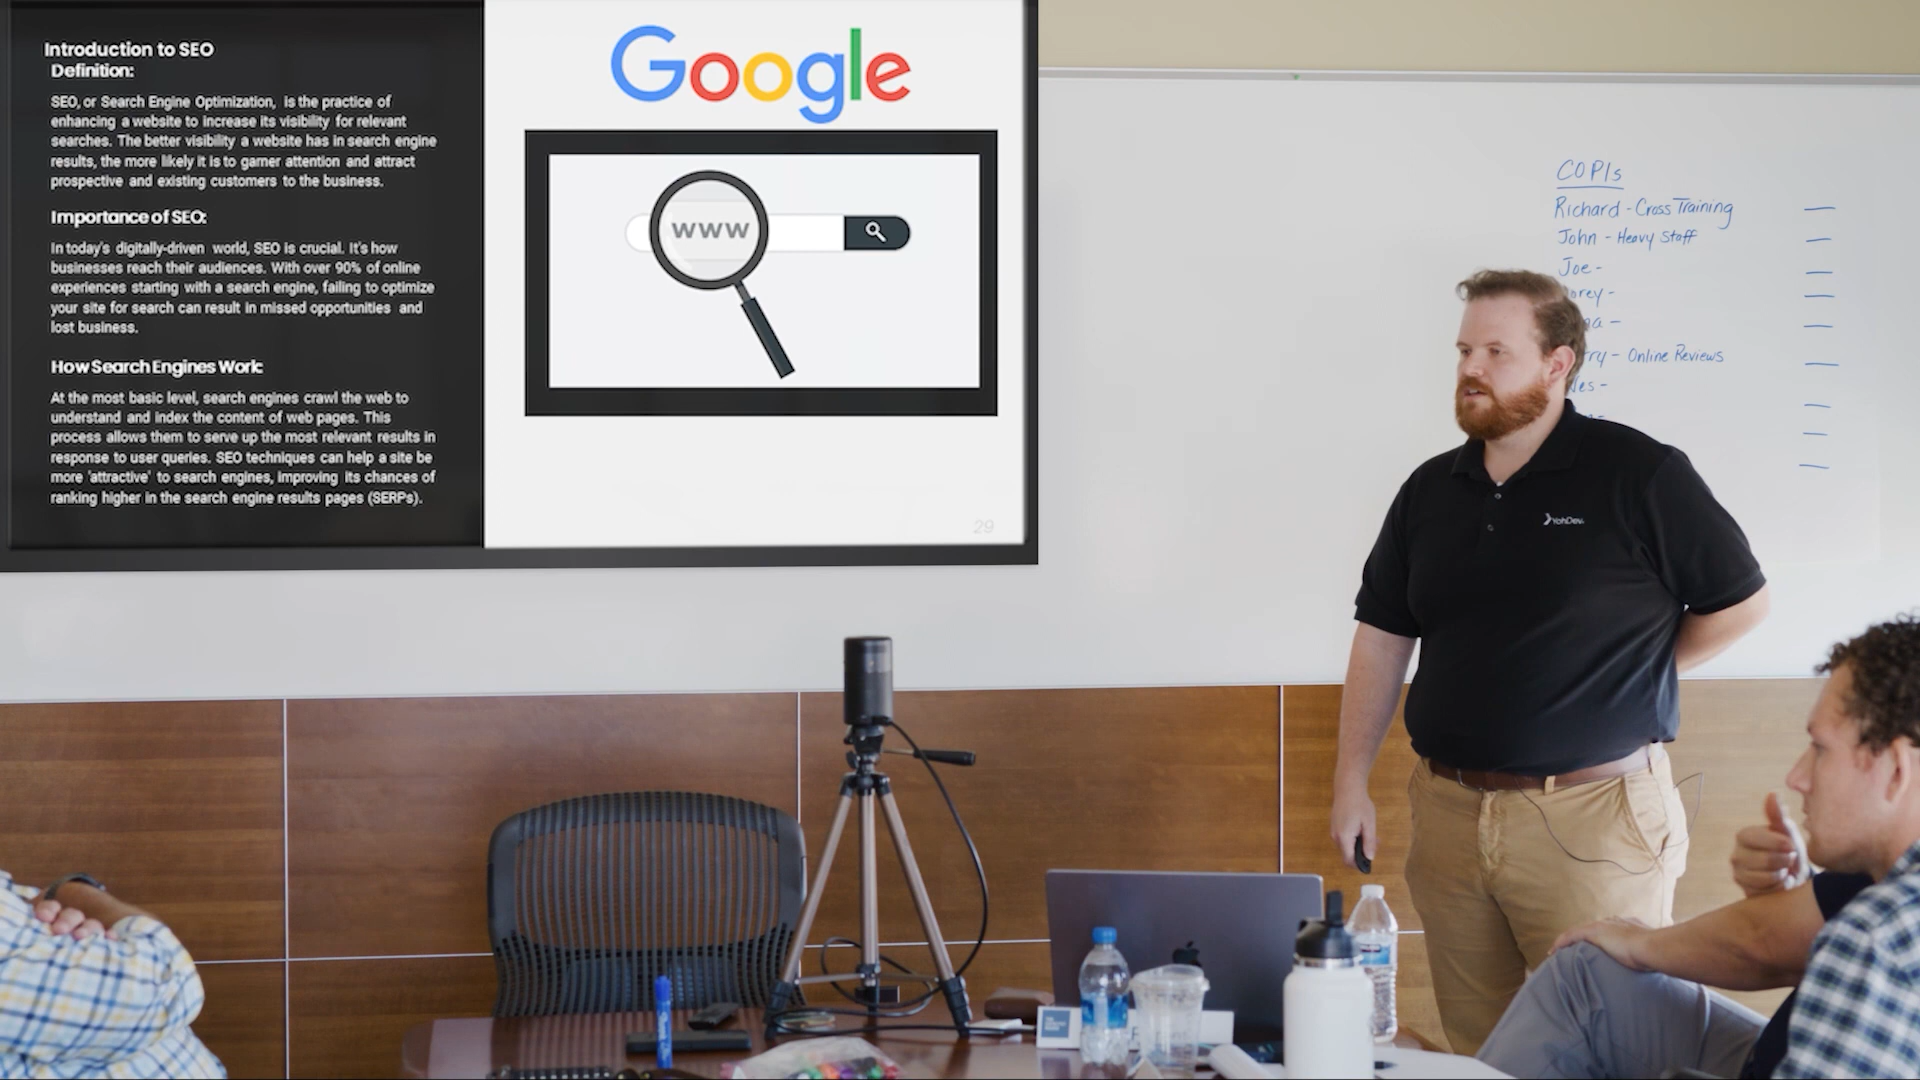 Introduction to SEO
Definition:
SEO, or Search Engine Optimization, is the practice of
enhancing a website to increase its visibility for relevant
searches. The better visibility a website has in search engine
results, the more likely it is to garner attention and attract
prospective and existing customers to the business.
Importance of SEO:
In today's digitally-driven world, SEO is crucial. It's how
businesses reach their audiences. With over 90% of online
experiences starting with a search engine, failing to optimize
your site for search can result in missed opportunities and
lost business.
How Search Engines Work:
At the most basic level, search engines crawl the web to
understand and index the content of web pages. This
process allows them to serve up the most relevant results in
response to user queries. SEO techniques can help a site be
more 'attractive' to search engines, improving its chances of
ranking higher in the search engine results pages (SERPs).
Google
WWW
29
COPIs
Richard - Cross Training
John - Heavy Staff
Joe -
- Online Reviews
YohDev